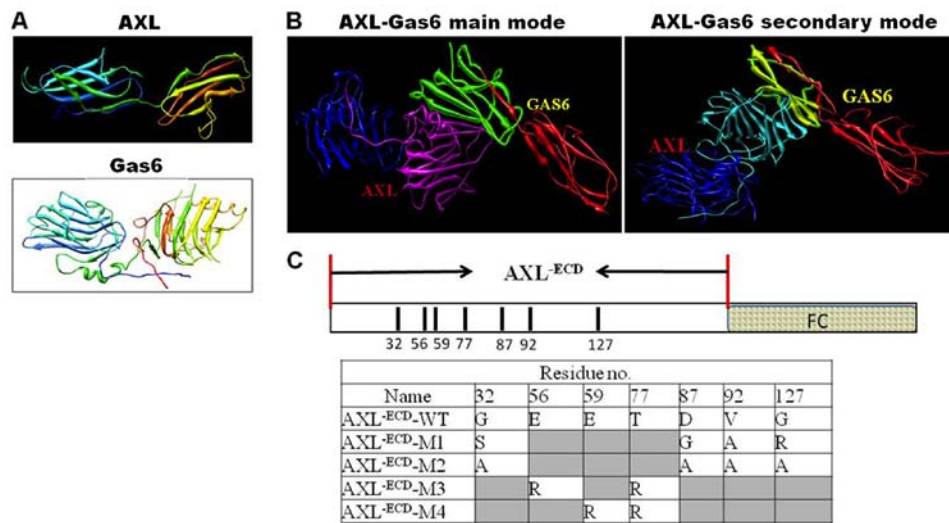 A
AXL
Gas6
B
AXL-Gas6 main mode
GAS6
AXL
AXL-Gas6 secondary mode
GAS6
AXL
C
AXL-ECD
FC
32 56 59 77 87 92 127
Residue no.
Name 32 56 59 77 87 92 127
AXL-ECD-WT G E E T D V G
AXL-ECD-M1 S G A R
AXL-ECD-M2 A A A A
AXL-ECD-M3 R R
AXL-ECD-M4 R R